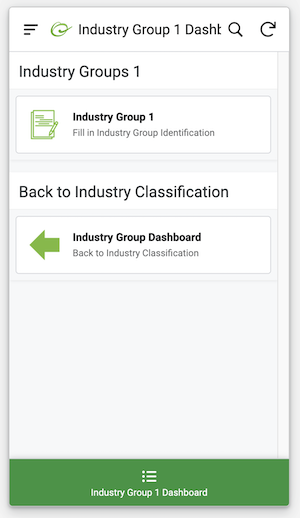 Industry Group 1 Dashb
Industry Groups 1
Industry Group 1
Fill in Industry Group Identification
Back to Industry Classification
Industry Group Dashboard
Back to Industry Classification
Industry Group 1 Dashboard